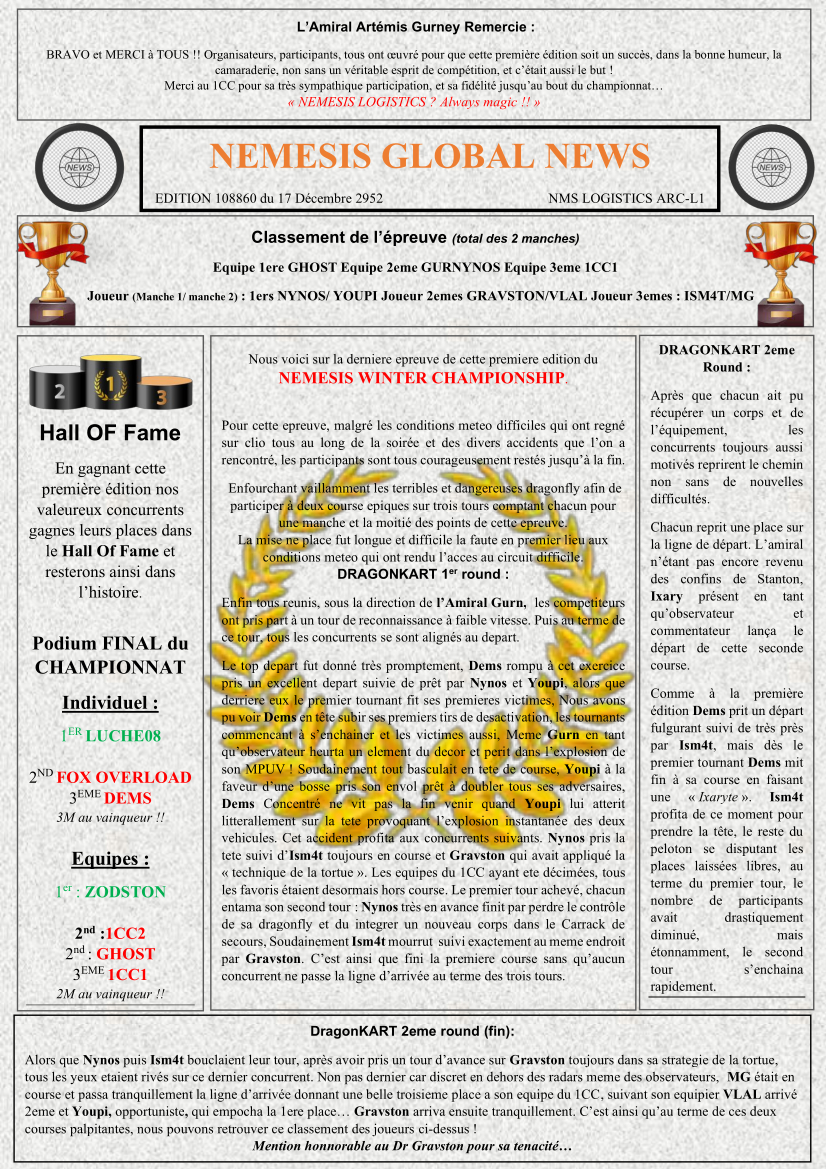 L'Amiral Artémis Gurney Remercie :
BRAVO et MERCI à TOUS !! Organisateurs, participants, tous ont œuvré pour que cette première édition soit un succès, dans la bonne humeur, la
camaraderie, non sans un véritable esprit de compétition, et c'était aussi le but !
Merci au 1CC pour sa très sympathique participation, et sa fidélité jusqu'au bout du championnat…
« NEMESIS LOGISTICS ? Always magic !! »
NEWS
NEMESIS GLOBAL NEWS
EDITION 108860 du 17 Décembre 2952 NMS LOGISTICS ARC-L1
NEWS
Classement de l'épreuve (total des 2 manches)
Equipe 1ere GHOST Equipe 2eme GURNYNOS Equipe 3eme 1CC1
Joueur (Manche 1/ manche 2) : 1ers NYNOS/ YOUPI Joueur 2emes GRAVSTON/VLAL Joueur 3emes : ISM4T/MG
2 1 3
Hall OF Fame
En gagnant cette
première édition nos
valeureux concurrents
gagnes leurs places dans
le Hall Of Fame et
resterons ainsi dans
l'histoire.
Podium FINAL du
CHAMPIONNAT
Individuel :
1ER LUCHE08
2ND FOX OVERLOAD
3EME DEMS
3M au vainqueur !!
Equipes :
1er : ZODSTON
2nd :1CC2
2nd : GHOST
3EME 1CC1
2M au vainqueur !!
Nous voici sur la derniere epreuve de cette premiere edition du
NEMESIS WINTER CHAMPIONSHIP.
Pour cette epreuve, malgré les conditions meteo difficiles qui ont regné
sur clio tous au long de la soirée et des divers accidents que l'on a
rencontré, les participants sont tous courageusement restés jusqu'à la fin.
Enfourchant vaillamment les terribles et dangereuses dragonfly afin de
participer à deux course epiques sur trois tours comptant chacun pour
une manche et la moitié des points de cette epreuve.
La mise ne place fut longue et difficile la faute en premier lieu aux
conditions meteo qui ont rendu l'acces au circuit difficile.
DRAGONKART 1er round :
Enfin tous reunis, sous la direction de l'Amiral Gurn, les competiteurs
ont pris part à un tour de reconnaissance à faible vitesse. Puis au terme de
ce tour, tous les concurrents se sont alignés au depart.
Le top depart fut donné très promptement, Dems rompu à cet exercice
pris un excellent depart suivie de prêt par Nynos et Youpi, alors que
derriere eux le premier tournant fit ses premieres victimes, Nous avons
pu voir Dems en tête subir ses premiers tirs de desactivation, les tournants
commencant à s'enchainer et les victimes aussi, Meme Gurn en tant
qu'observateur heurta un element du decor et perit dans l'explosion de
son MPUV ! Soudainement tout basculait en tete de course, Youpi à la
faveur d'une bosse pris son envol prêt à doubler tous ses adversaires,
Dems Concentré ne vit pas la fin venir quand Youpi lui atterit
litterallement sur la tete provoquant l'explosion instantanée des deux
vehicules. Cet accident profita aux concurrents suivants. Nynos pris la
tete suivi d'Ism4t toujours en course et Gravston qui avait appliqué la
« technique de la tortue ». Les equipes du 1CC ayant ete décimées, tous
les favoris étaient desormais hors course. Le premier tour achevé, chacun
entama son second tour : Nynos très en avance finit par perdre le contrôle
de sa dragonfly et du integrer un nouveau corps dans le Carrack de
secours, Soudainement Ism4t mourrut suivi exactement au meme endroit
par Gravston. C'est ainsi que fini la premiere course sans qu'aucun
concurrent ne passe la ligne d'arrivée au terme des trois tours.
DRAGONKART 2eme
Round :
Après que chacun ait pu
récupérer un corps et de
l'équipement, les
concurrents toujours aussi
motivés reprirent le chemin
non sans de nouvelles
difficultés.
Chacun reprit une place sur
la ligne de départ. L'amiral
n'étant pas encore revenu
des confins de Stanton,
Ixary présent en tant
qu'observateur et
commentateur lança le
départ de cette seconde
course.
Comme à la première
édition Dems prit un départ
fulgurant suivi de très près
par Ism4t, mais dès le
premier tournant Dems mit
fin à sa course en faisant
une « Ixaryte ». Ism4t
profita de ce moment pour
prendre la tête, le reste du
peloton se disputant les
places laissées libres, au
terme du premier tour, le
nombre de participants
avait drastiquement
diminué, mais
étonnamment, le second
tour s'enchaina
rapidement.
DragonKART 2eme round (fin):
Alors que Nynos puis Ism4t bouclaient leur tour, après avoir pris un tour d'avance sur Gravston toujours dans sa strategie de la tortue,
tous les yeux etaient rivés sur ce dernier concurrent. Non pas dernier car discret en dehors des radars meme des observateurs, MG était en
course et passa tranquillement la ligne d'arrivée donnant une belle troisieme place a son equipe du 1CC, suivant son equipier VLAL arrivé
2eme et Youpi, opportuniste, qui empocha la 1ere place… Gravston arriva ensuite tranquillement. C'est ainsi qu'au terme de ces deux
courses palpitantes, nous pouvons retrouver ce classement des joueurs ci-dessus !
Mention honnorable au Dr Gravston pour sa tenacité…